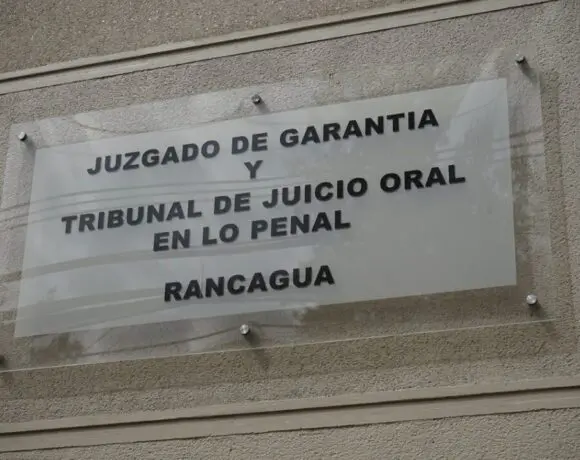 JUZGADO DE GARANTIA
Y
TRIBUNAL DE JUICIO ORAL
EN LO PENAL
RANCAGUA